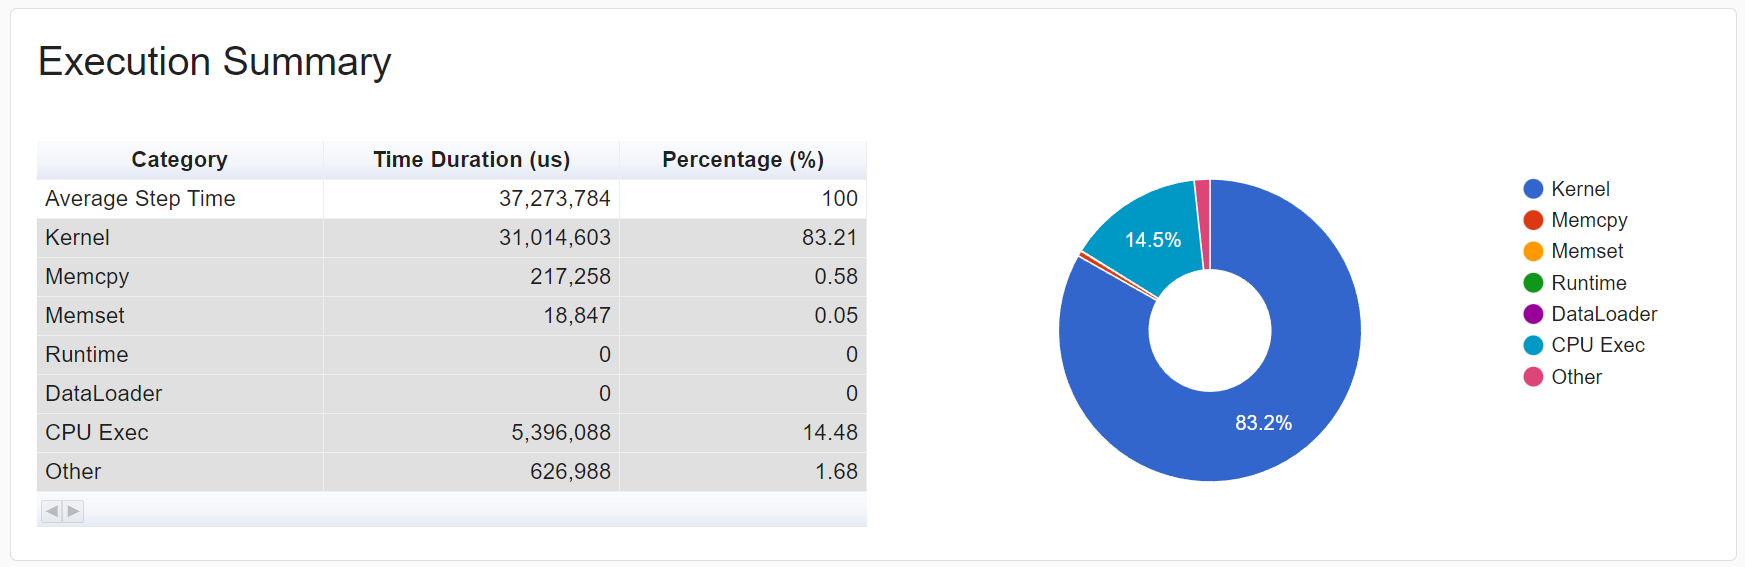 Execution Summary
Category Time Duration (us) Percentage (%)
Average Step Time 37,273,784 100
Kernel 31,014,603 83.21
Memcpy 217,258 0.58
Memset 18,847 0.05
Runtime 0 0
DataLoader 0 0
CPU Exec 5,396,088 14.48
Other 626,988 1.68
14.5%
83.2%
Kernel
Memcpy
Memset
Runtime
DataLoader
CPU Exec
Other